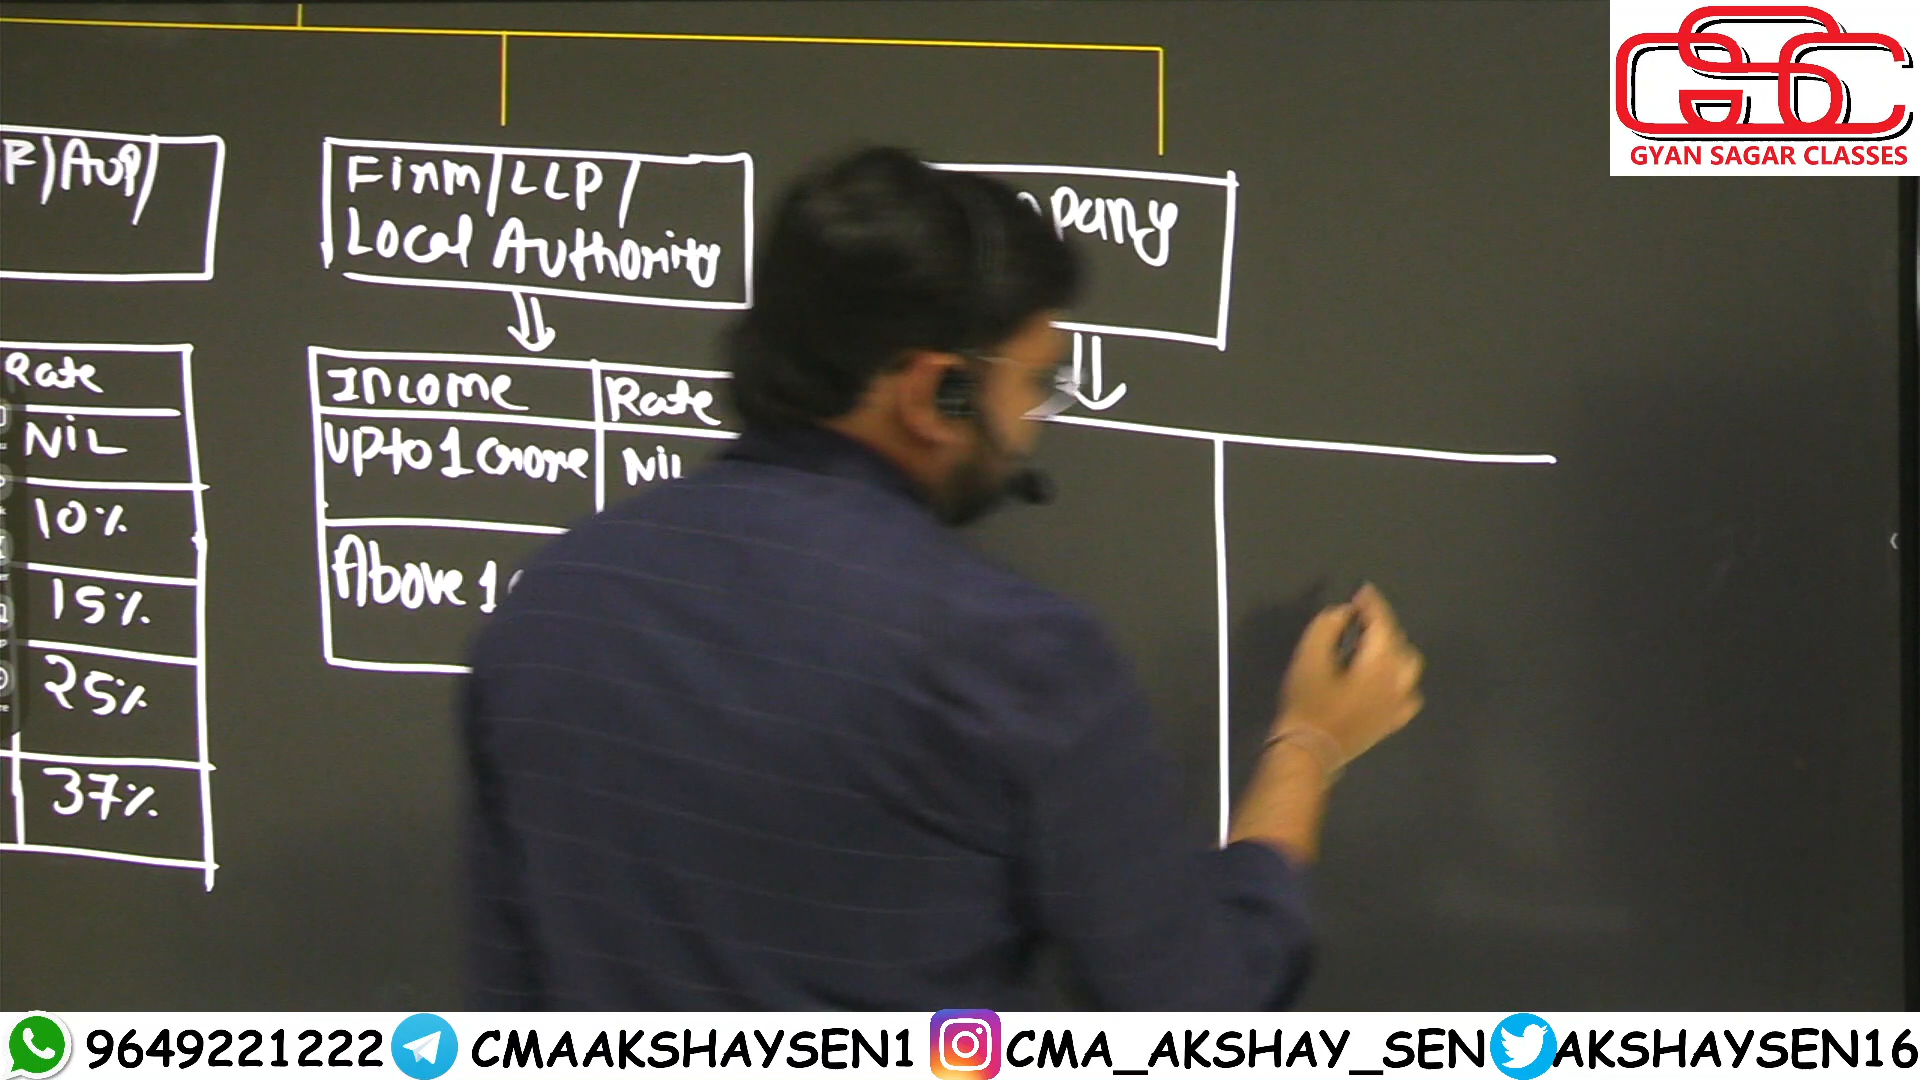 GSC
GYAN SAGAR CLASSES
F/AOP/
Firm/LLP/
Local Authority
pany
Rate
NiL
10%
15%
25%
37%
Income Rate
Upto 1 crore Nil
Above 1
9649221222 CMAAKSHAYSEN1 CMA_AKSHAY_SEN AKSHAYSEN16